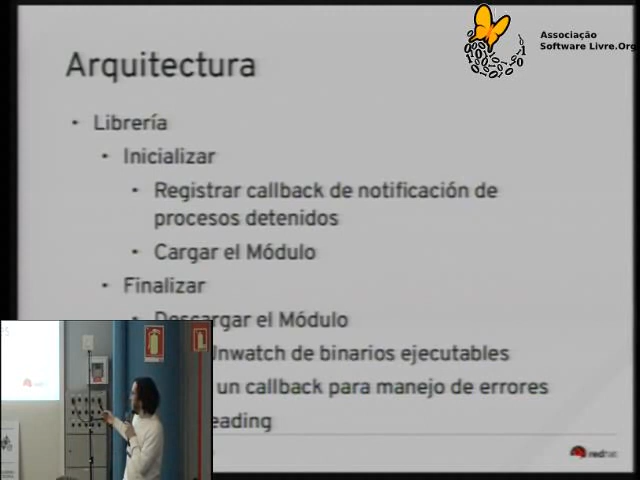 Associação
Software Livre.Org
Arquitectura
• Librería
• Inicializar
• Registrar callback de notificación de
procesos detenidos
• Cargar el Módulo
• Finalizar
Descargar el Módulo
Unwatch de binarios ejecutables
un callback para manejo de errores
eading
redhat